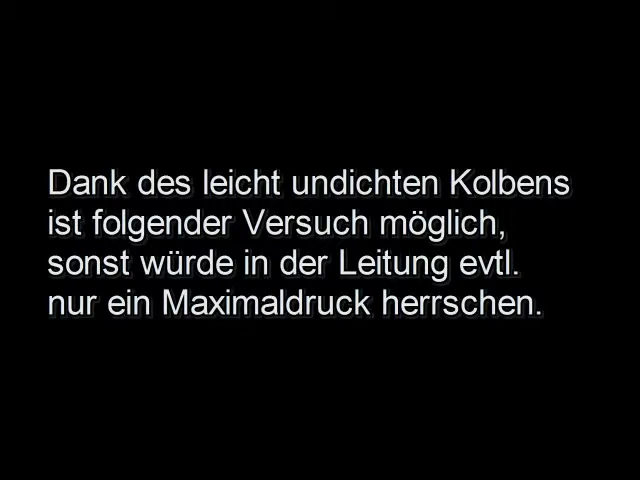 Dank des leicht undichten Kolbens
ist folgender Versuch möglich,
sonst würde in der Leitung evtl.
nur ein Maximaldruck herrschen.